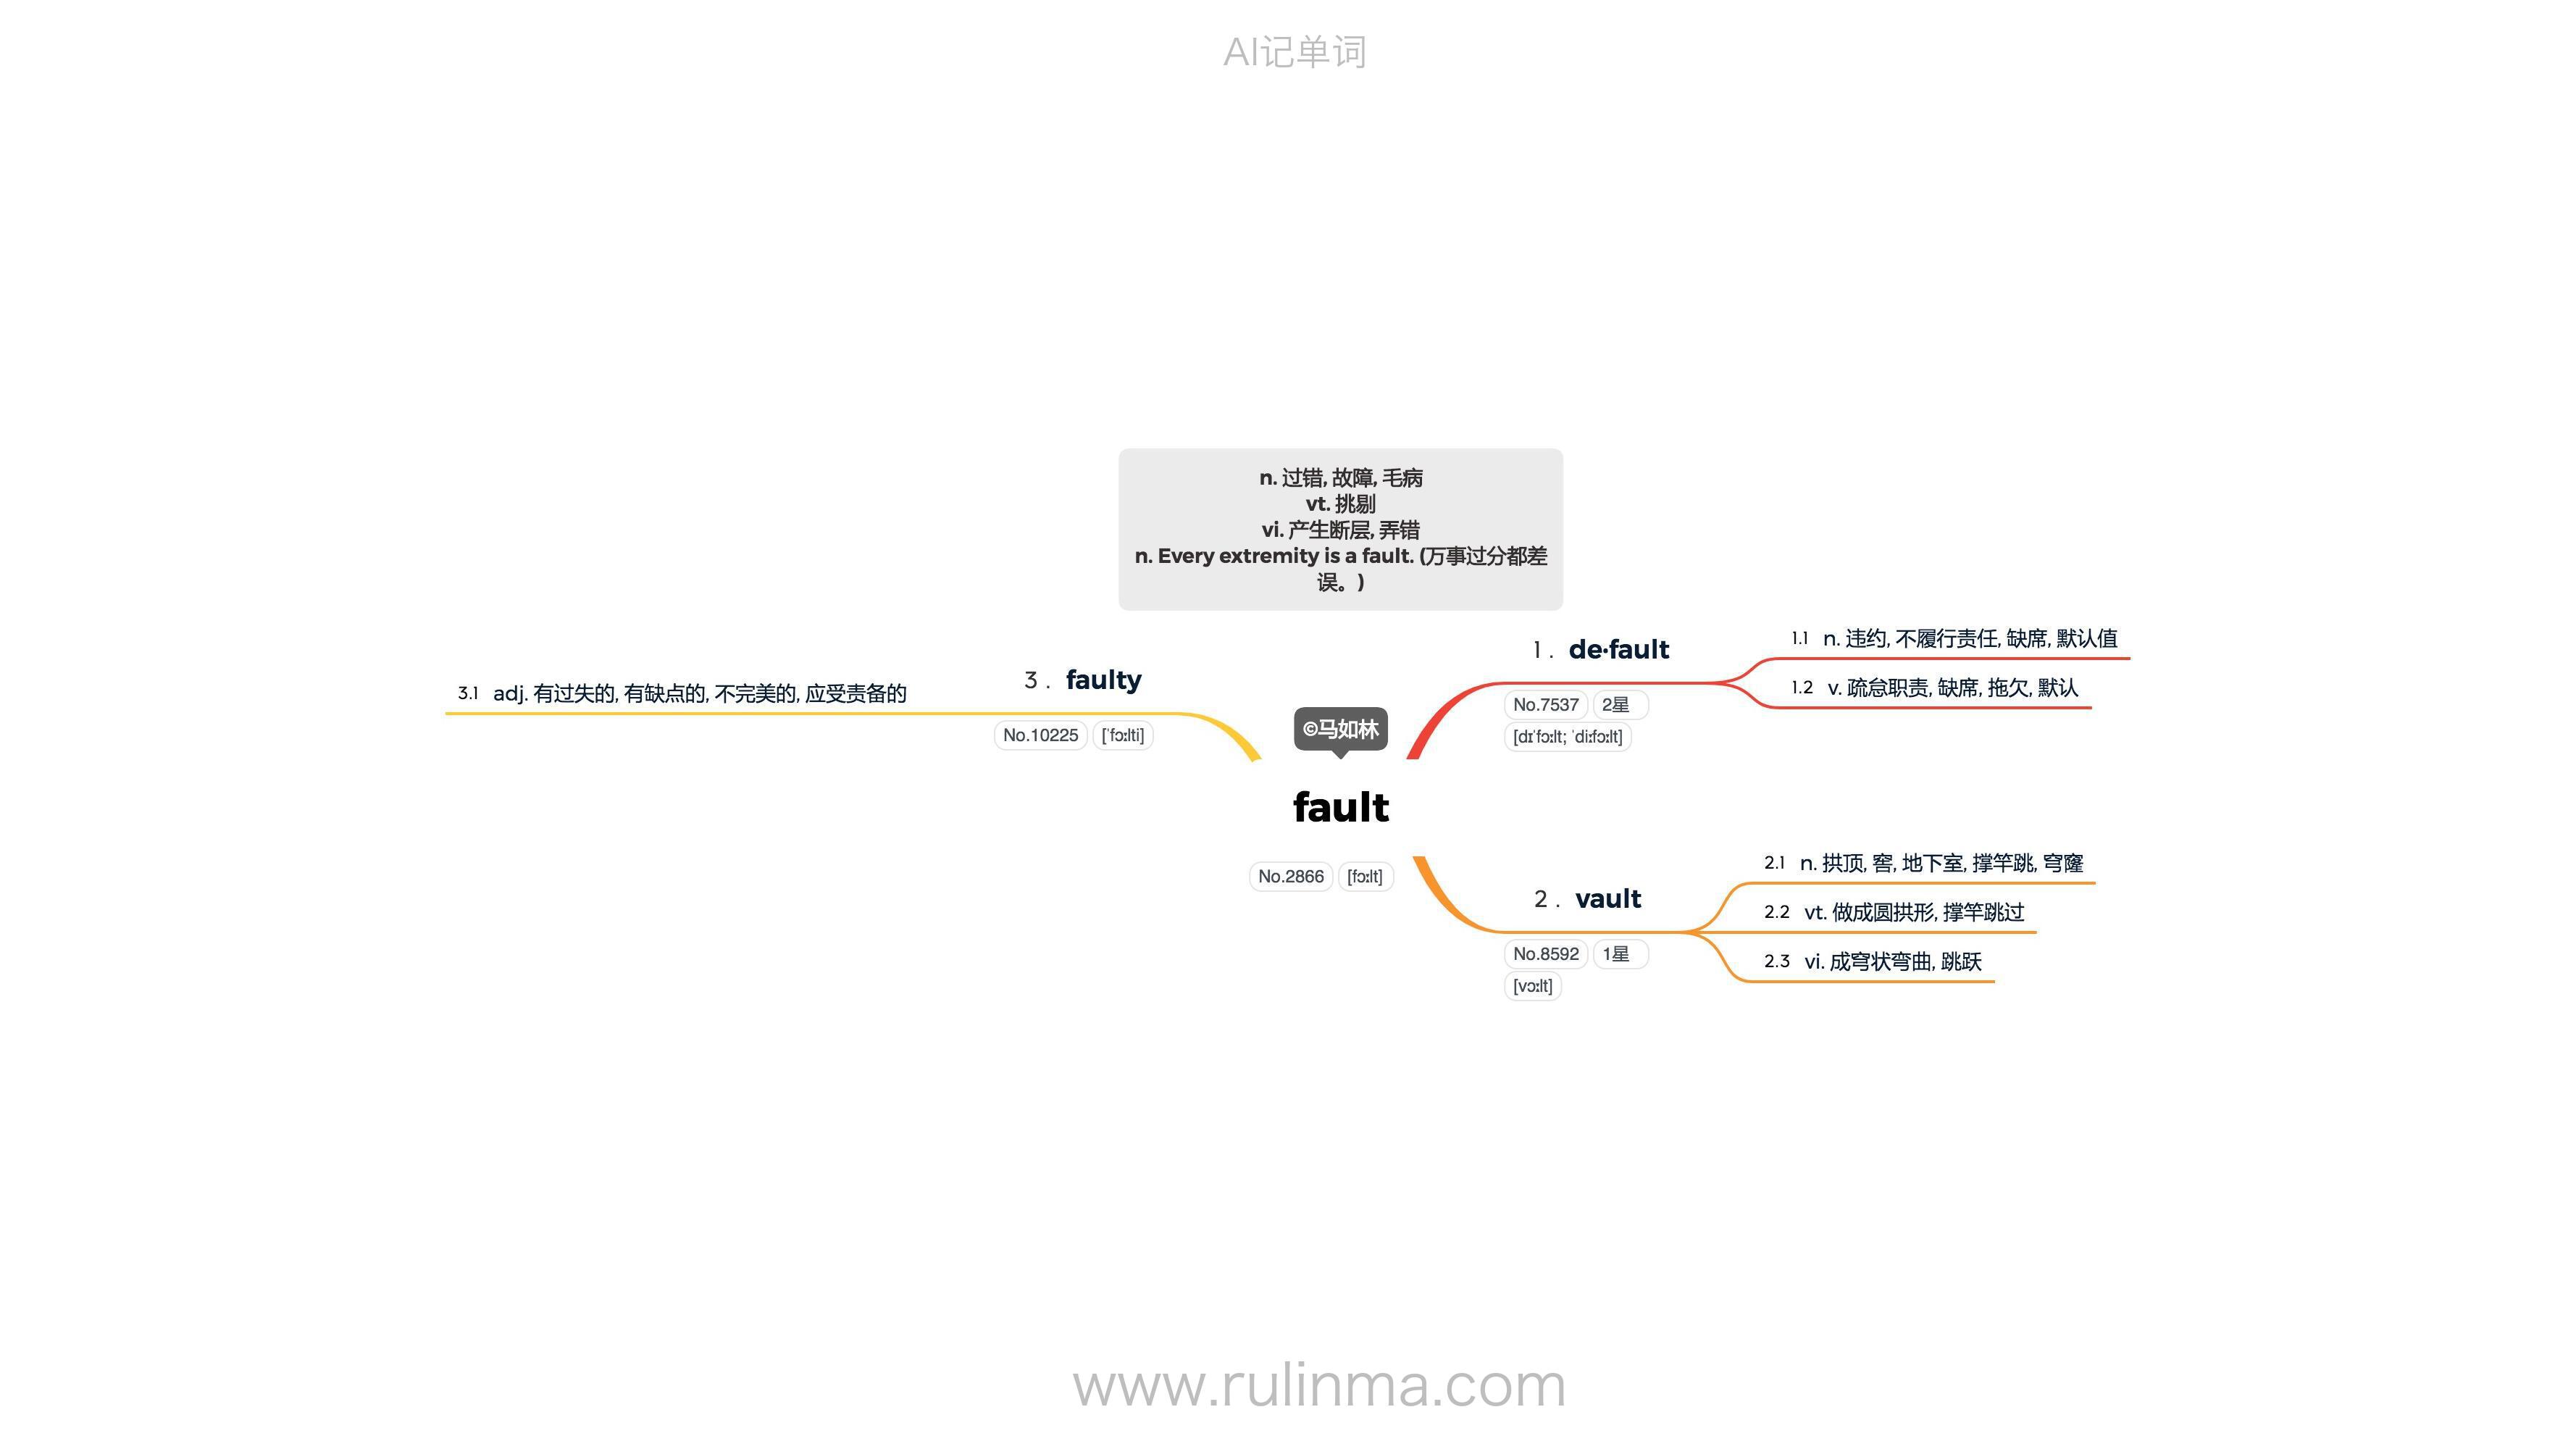 AI记单词
n. 过错, 故障, 毛病
vt. 挑剔
vi. 产生断层, 弄错
n. Every extremity is a fault. (万事过分都差
误。)
©马如林
fault
No.2866 [fɔːlt]
1. de·fault
No.7537 2星
[dɪˈfɔːlt; ˈdiːfɔːlt]
1.1 n. 违约, 不履行责任, 缺席, 默认值
1.2 v. 疏怠职责, 缺席, 拖欠, 默认
2. vault
No.8592 1星
[vɔːlt]
2.1 n. 拱顶, 窖, 地下室, 撑竿跳, 穹窿
2.2 vt. 做成圆拱形, 撑竿跳过
2.3 vi. 成穹状弯曲, 跳跃
3. faulty
No.10225 [ˈfɔːlti]
3.1 adj. 有过失的, 有缺点的, 不完美的, 应受责备的
www.rulinma.com